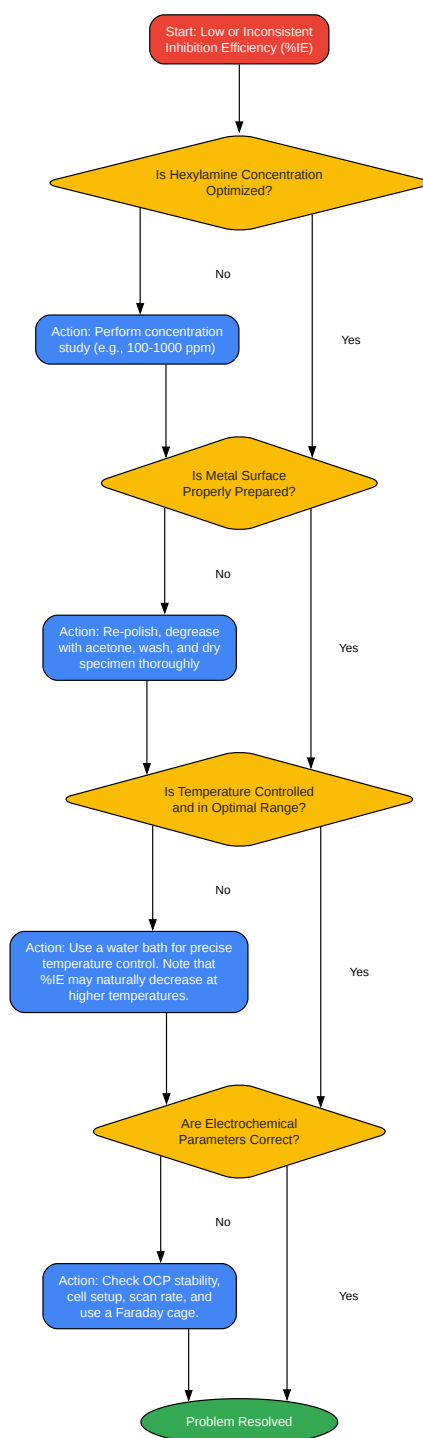 Start: Low or Inconsistent
Inhibition Efficiency (%IE)
Is Hexylamine Concentration
Optimized?
No
Action: Perform concentration
study (e.g., 100-1000 ppm)
Yes
Is Metal Surface
Properly Prepared?
No
Action: Re-polish, degrease
with acetone, wash, and dry
specimen thoroughly
Yes
Is Temperature Controlled
and in Optimal Range?
No
Action: Use a water bath for precise
temperature control. Note that
%IE may naturally decrease at
higher temperatures.
Yes
Are Electrochemical
Parameters Correct?
No
Action: Check OCP stability,
cell setup, scan rate, and
use a Faraday cage.
Yes
Problem Resolved